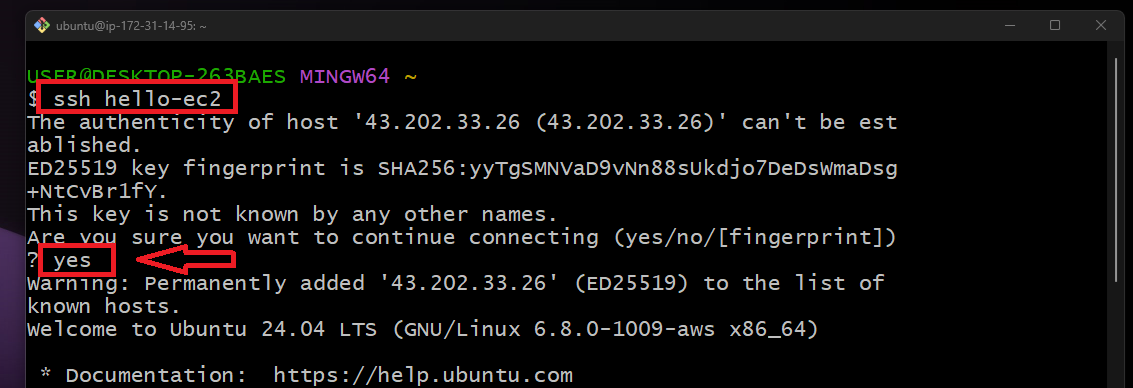 ubuntu@ip-172-31-14-95: ~
USER@DESKTOP-263BAES MINGW64 ~
$ ssh hello-ec2
The authenticity of host '43.202.33.26 (43.202.33.26)' can't be est
ablished.
ED25519 key fingerprint is SHA256:yyTgSMNVaD9vNn88sUkdjo7DeDsWmaDsg
+NtCvBr1fY.
This key is not known by any other names.
Are you sure you want to continue connecting (yes/no/[fingerprint])
? yes
Warning: Permanently added '43.202.33.26' (ED25519) to the list of
known hosts.
Welcome to Ubuntu 24.04 LTS (GNU/Linux 6.8.0-1009-aws x86_64)
* Documentation:  https://help.ubuntu.com